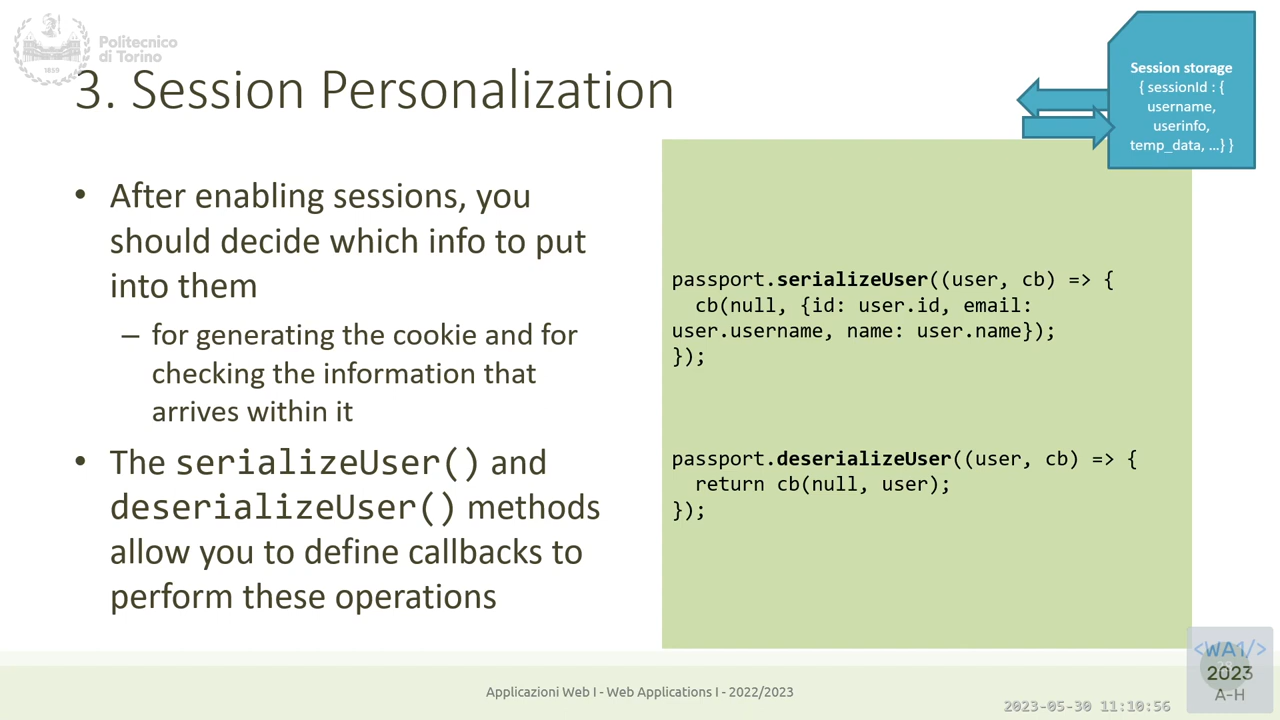 Politecnico
di Torino
1859
3. Session Personalization
Session storage
{ sessionId : {
username,
userinfo,
temp_data, …} }
• After enabling sessions, you
should decide which info to put
into them
– for generating the cookie and for
checking the information that
arrives within it
• The serializeUser() and
deserializeUser() methods
allow you to define callbacks to
perform these operations
passport.serializeUser((user, cb) => {
cb(null, {id: user.id, email:
user.username, name: user.name});
});
passport.deserializeUser((user, cb) => {
return cb(null, user);
});
Applicazioni Web I - Web Applications I - 2022/2023
2023-05-30 11:10:56
<WA1/>
2023
A-H